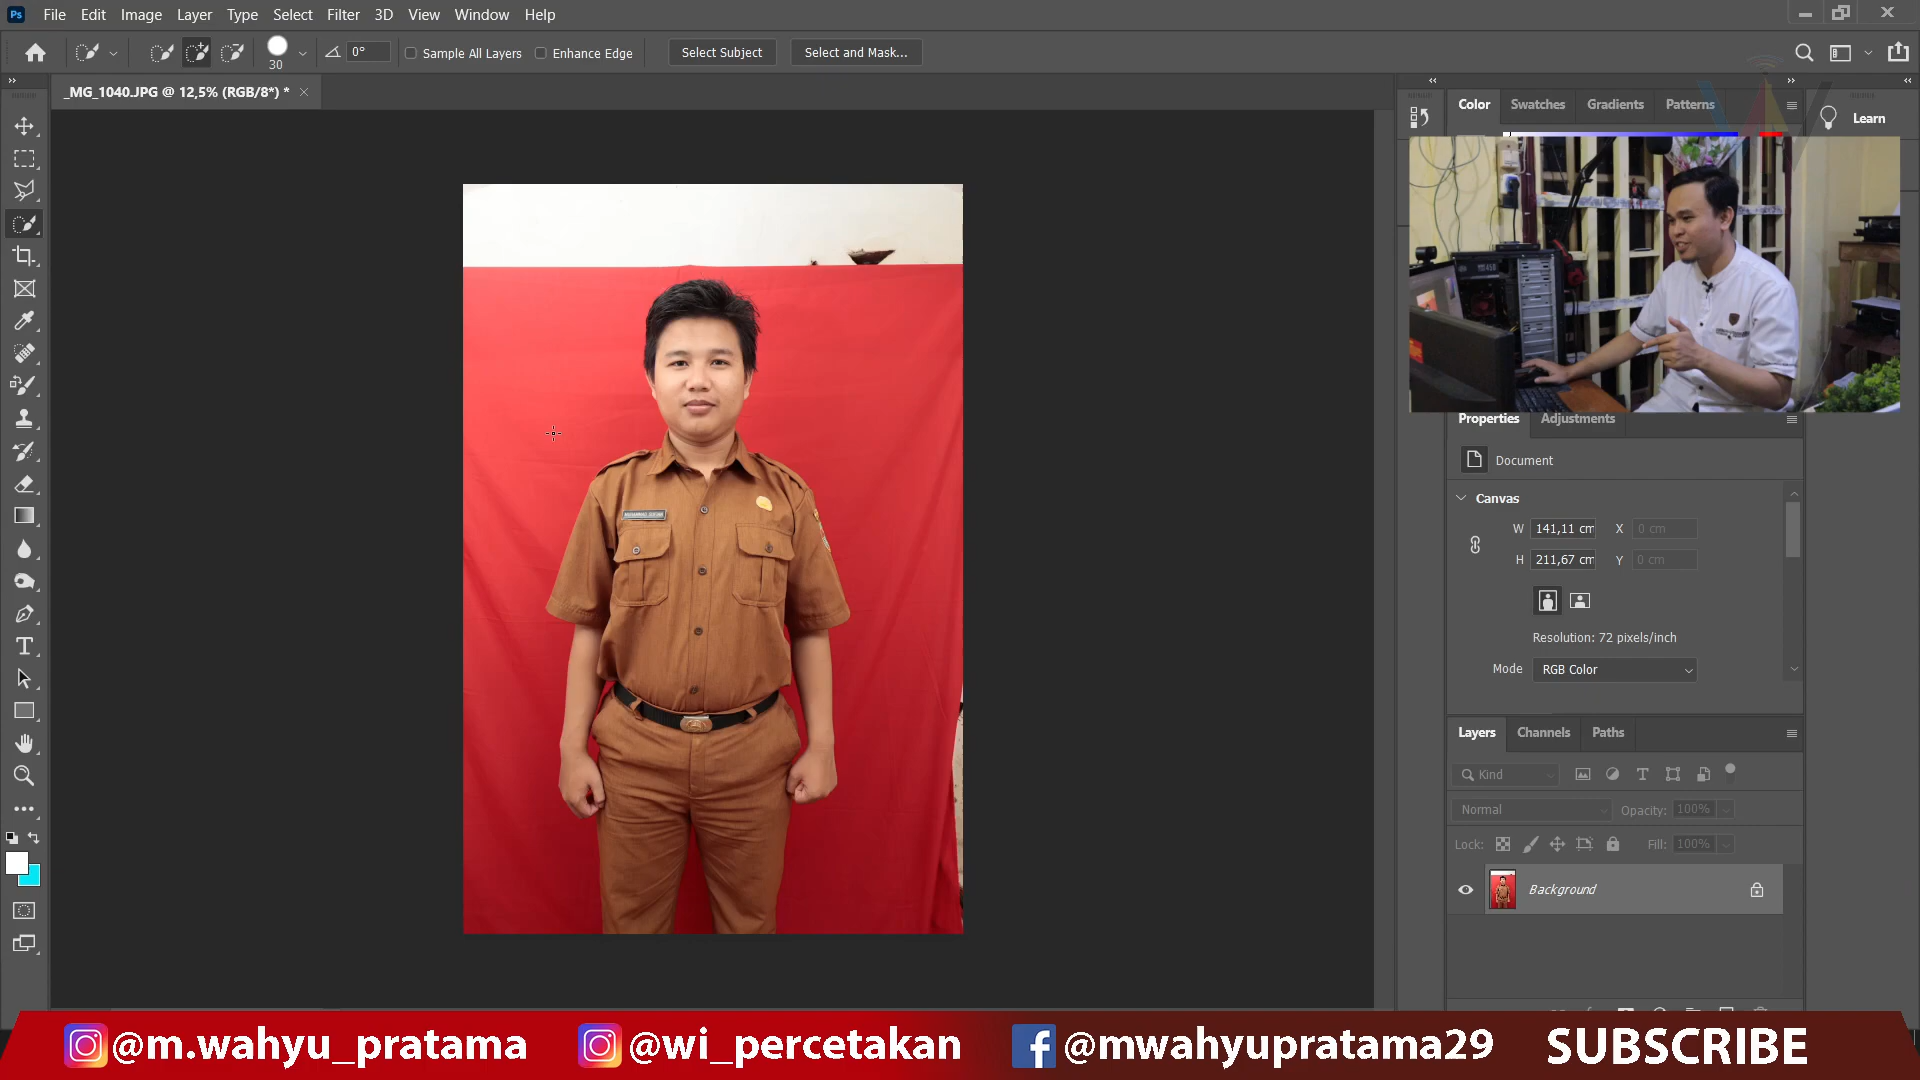 Ps File Edit Image Layer Type Select Filter 3D View Window Help
30 0° Sample All Layers Enhance Edge Select Subject Select and Mask...
_MG_1040.JPG @ 12,5% (RGB/8*) *
Color Swatches Gradients Patterns
Learn
Properties Adjustments
Document
Canvas
W 141,11 cm X 0 cm
H 211,67 cm Y 0 cm
Resolution: 72 pixels/inch
Mode RGB Color
Layers Channels Paths
Kind
Normal Opacity: 100%
Lock: Fill: 100%
Background
@m.wahyu_pratama @wi_percetakan @mwahyupratama29 SUBSCRIBE